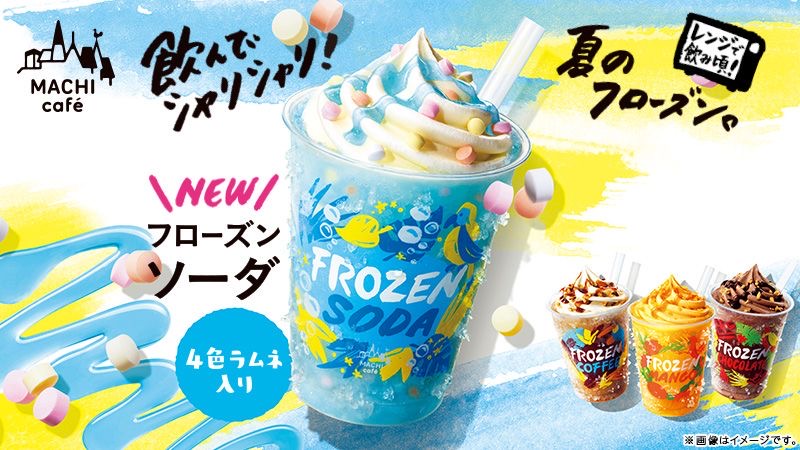 MACHI
café
飲んで
シャリシャリ!
夏の
フローズン。
レンジで
飲み頃!
NEW
フローズン
ソーダ
4色ラムネ
入り
FROZEN
SODA
MACHI
café
FROZEN
COFFEE
FROZEN
MANGO
FROZEN
CHOCOLATE
※画像はイメージです。